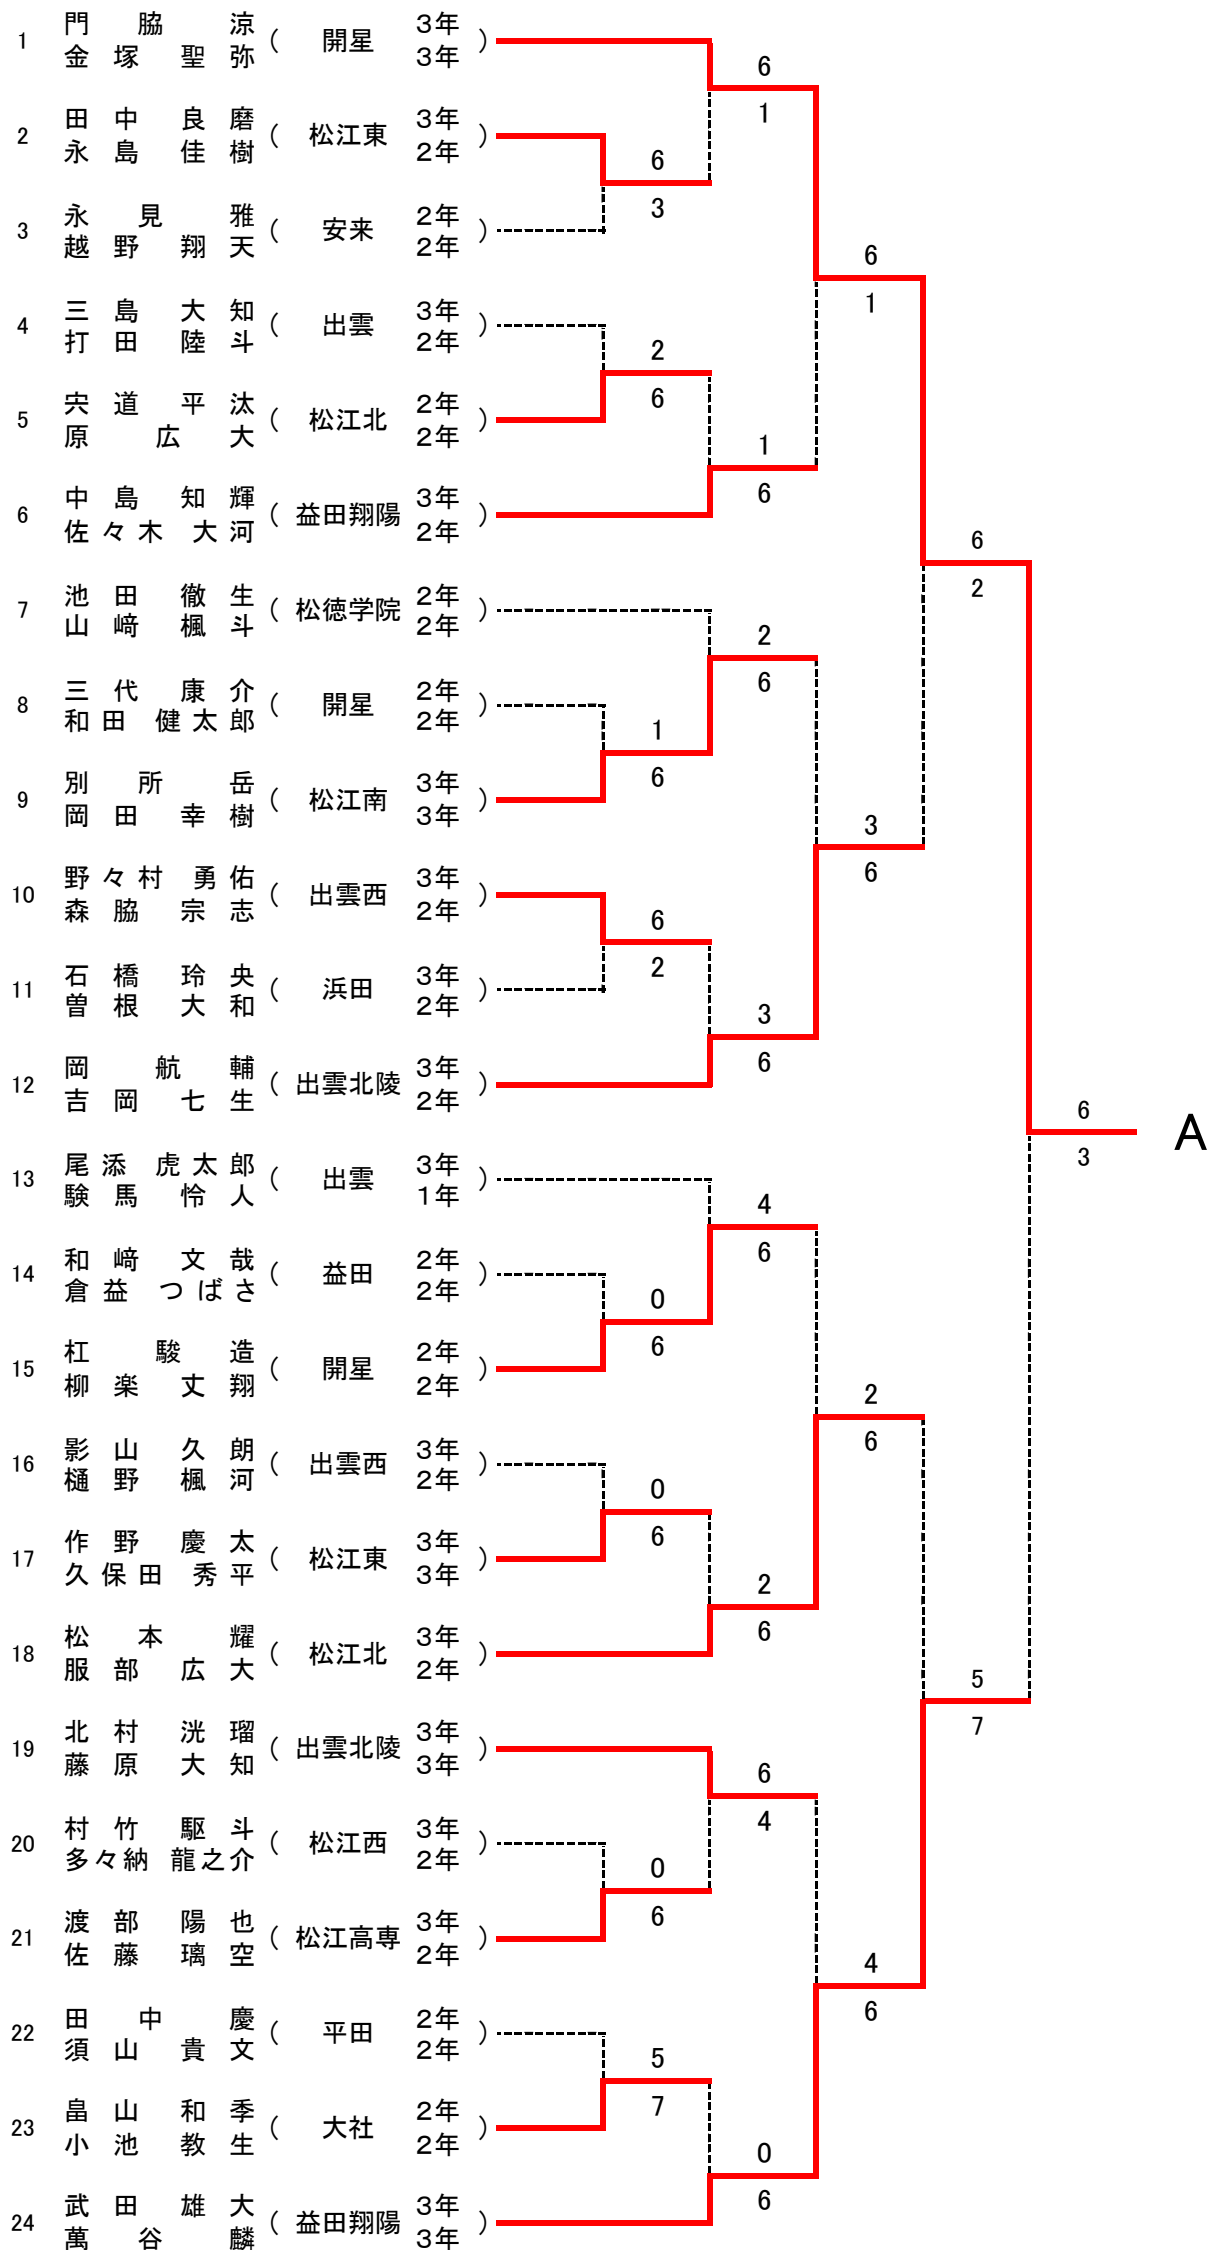 門脇涼 ( 開星 3年 )
1 金塚聖弥 3年
6
1
田中良磨 ( 松江東 3年 )
2 永島佳樹 2年
6
3
永見雅 ( 安来 2年 )
3 越野翔天 2年
6
1
三島大知 ( 出雲 3年 )
4 打田陸斗 2年
2
6
宍道平汰 ( 松江北 2年 )
5 原広大 2年
1
6
中島知輝 ( 益田翔陽 3年 )
6 佐々木大河 2年
6
2
池田徹生 ( 松徳学院 2年 )
7 山﨑楓斗 2年
2
6
三代康介 ( 開星 2年 )
8 和田健太郎 2年
1
6
別所岳 ( 松江南 3年 )
9 岡田幸樹 3年
3
6
野々村勇佑 ( 出雲西 3年 )
10 森脇宗志 2年
6
2
石橋玲央 ( 浜田 3年 )
11 曽根大和 2年
3
6
岡航輔 ( 出雲北陵 3年 )
12 吉岡七生 2年
6
3
A
尾添虎太郎 ( 出雲 3年 )
13 験馬怜人 1年
4
6
和﨑文哉 ( 益田 2年 )
14 倉益つばさ 2年
0
6
杠駿造 ( 開星 2年 )
15 柳楽丈翔 2年
2
6
影山久朗 ( 出雲西 3年 )
16 樋野楓河 2年
0
6
作野慶太 ( 松江東 3年 )
17 久保田秀平 3年
2
6
松本耀 ( 松江北 3年 )
18 服部広大 2年
5
7
北村洸瑠 ( 出雲北陵 3年 )
19 藤原大知 3年
6
4
村竹駆斗 ( 松江西 3年 )
20 多々納龍之介 2年
0
6
渡部陽也 ( 松江高専 3年 )
21 佐藤璃空 2年
4
6
田中慶 ( 平田 2年 )
22 須山貴文 2年
5
7
畠山和季 ( 大社 2年 )
23 小池教生 2年
0
6
武田雄大 ( 益田翔陽 3年 )
24 萬谷麟 3年